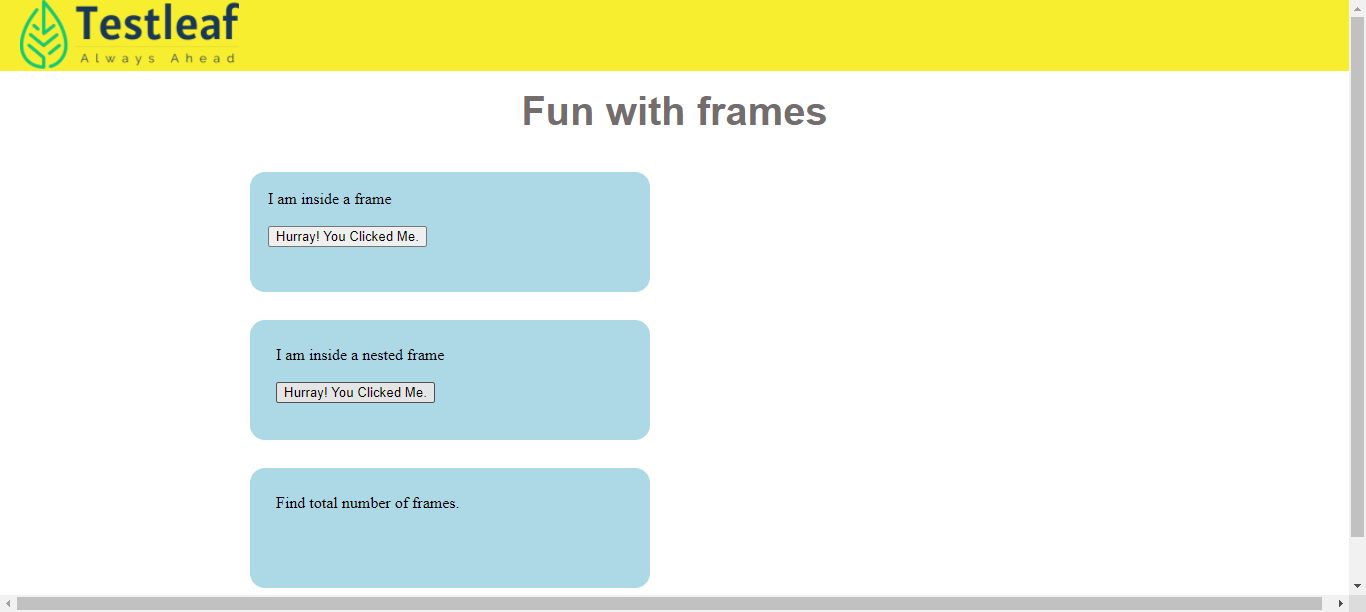 Testleaf
Always Ahead
Fun with frames
I am inside a frame
Hurray! You Clicked Me.
I am inside a nested frame
Hurray! You Clicked Me.
Find total number of frames.